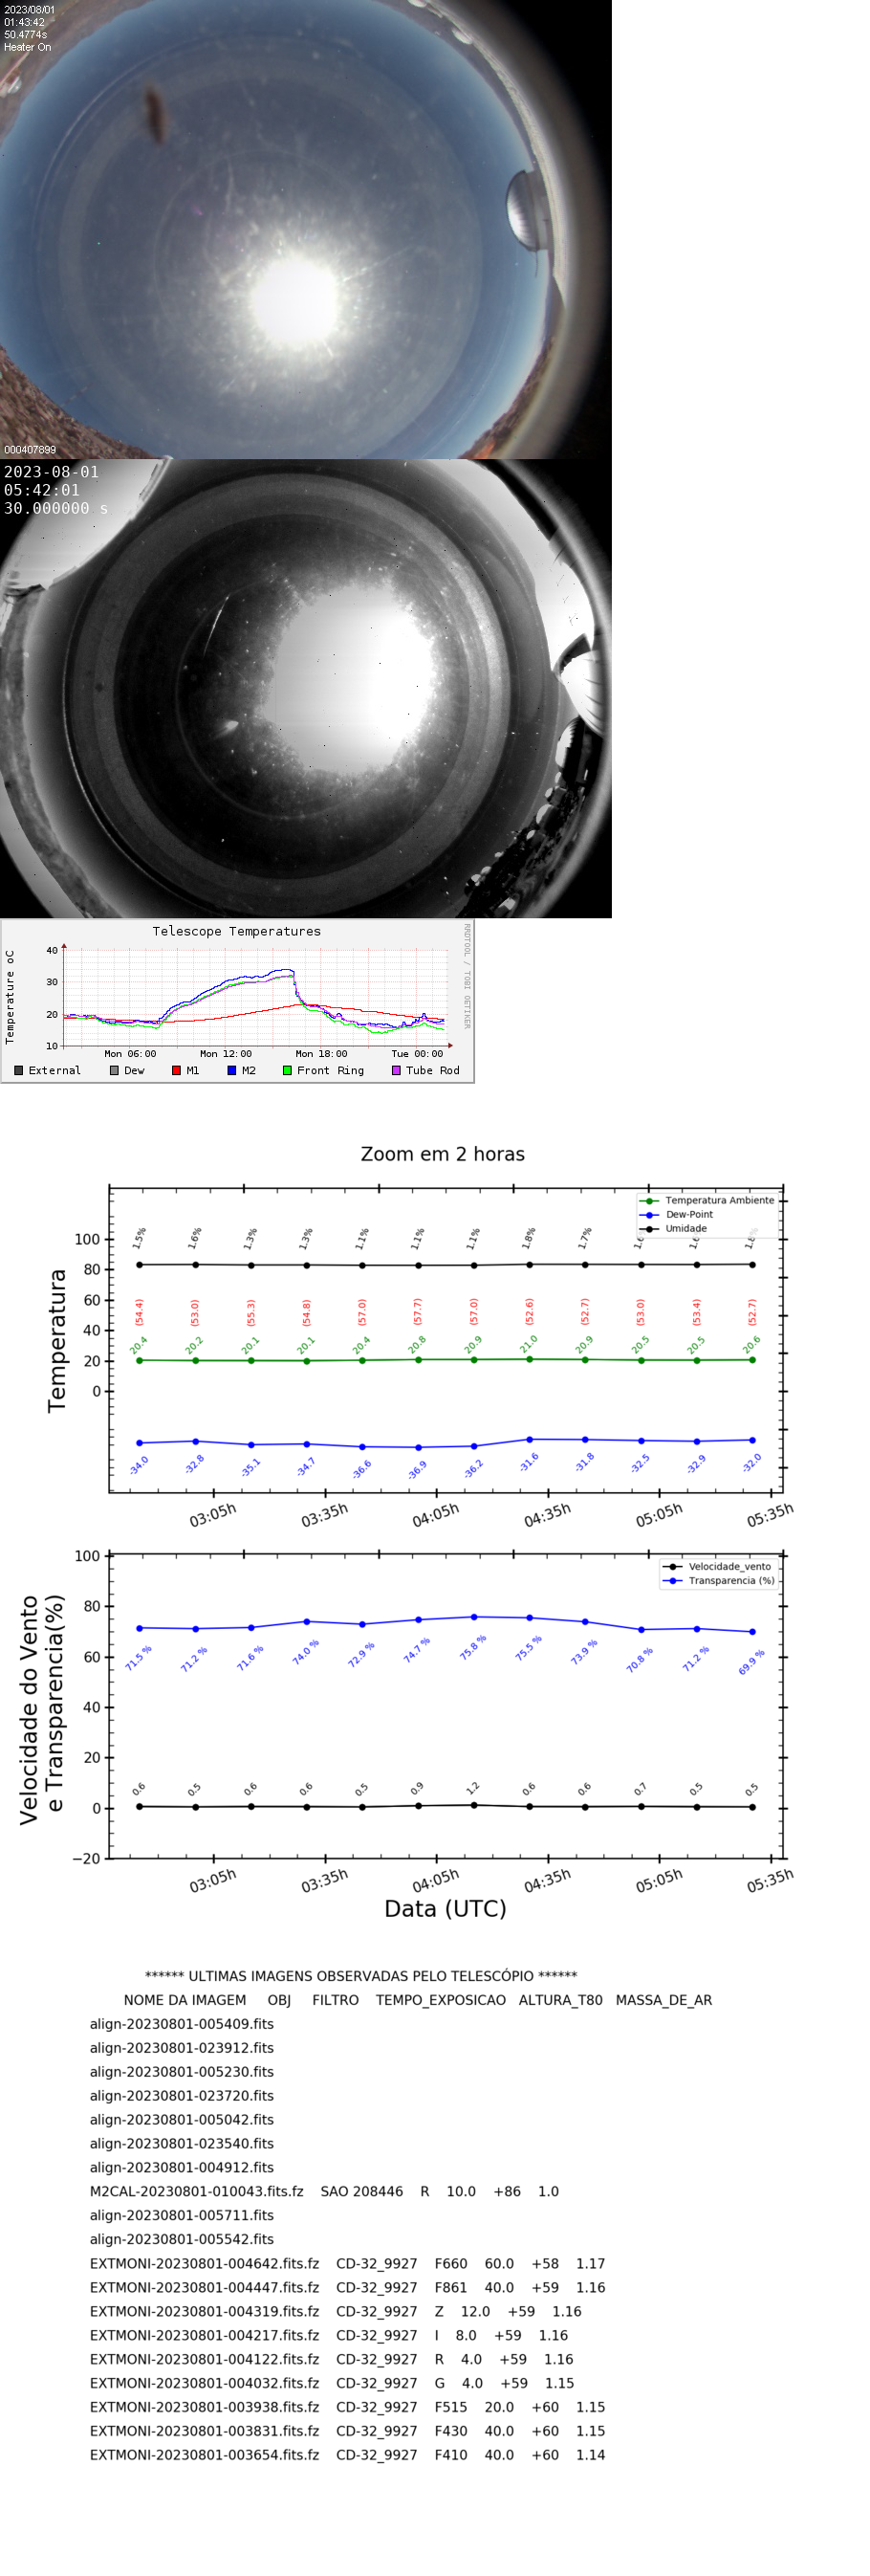 2023/08/01
01:43:42
50.4774s
Heater On
000407899
2023-08-01
05:42:01
30.000000 s
Telescope Temperatures
RRDTOOL / TOBI OETIKER
Temperature oC
40
30
20
10
Mon 06:00 Mon 12:00 Mon 18:00 Tue 00:00
External Dew M1 M2 Front Ring Tube Rod
Zoom em 2 horas
Temperatura Ambiente
Dew-Point
Umidade
Temperatura
100
80
60
40
20
0
1.5% 1.6% 1.3% 1.3% 1.1% 1.1% 1.1% 1.8% 1.7%
(54.4) (53.0) (55.3) (54.8) (57.0) (57.7) (57.0) (52.6) (52.7) (53.0) (53.4) (52.7)
20.4 20.2 20.1 20.1 20.4 20.8 20.9 21.0 20.9 20.5 20.5 20.6
-34.0 -32.8 -35.1 -34.7 -36.6 -36.9 -36.2 -31.6 -31.8 -32.5 -32.9 -32.0
03:05h 03:35h 04:05h 04:35h 05:05h 05:35h
Velocidade do Vento
e Transparencia(%)
100
80
60
40
20
0
−20
Velocidade_vento
Transparencia (%)
71.5 % 71.2 % 71.6 % 74.0 % 72.9 % 74.7 % 75.8 % 75.5 % 73.9 % 70.8 % 71.2 % 69.9 %
0.6 0.5 0.6 0.6 0.5 0.9 1.2 0.6 0.6 0.7 0.5 0.5
03:05h 03:35h 04:05h 04:35h 05:05h 05:35h
Data (UTC)
****** ULTIMAS IMAGENS OBSERVADAS PELO TELESCÓPIO ******
NOME DA IMAGEM OBJ FILTRO TEMPO_EXPOSICAO ALTURA_T80 MASSA_DE_AR
align-20230801-005409.fits
align-20230801-023912.fits
align-20230801-005230.fits
align-20230801-023720.fits
align-20230801-005042.fits
align-20230801-023540.fits
align-20230801-004912.fits
M2CAL-20230801-010043.fits.fz SAO 208446 R 10.0 +86 1.0
align-20230801-005711.fits
align-20230801-005542.fits
EXTMONI-20230801-004642.fits.fz CD-32_9927 F660 60.0 +58 1.17
EXTMONI-20230801-004447.fits.fz CD-32_9927 F861 40.0 +59 1.16
EXTMONI-20230801-004319.fits.fz CD-32_9927 Z 12.0 +59 1.16
EXTMONI-20230801-004217.fits.fz CD-32_9927 I 8.0 +59 1.16
EXTMONI-20230801-004122.fits.fz CD-32_9927 R 4.0 +59 1.16
EXTMONI-20230801-004032.fits.fz CD-32_9927 G 4.0 +59 1.15
EXTMONI-20230801-003938.fits.fz CD-32_9927 F515 20.0 +60 1.15
EXTMONI-20230801-003831.fits.fz CD-32_9927 F430 40.0 +60 1.15
EXTMONI-20230801-003654.fits.fz CD-32_9927 F410 40.0 +60 1.14